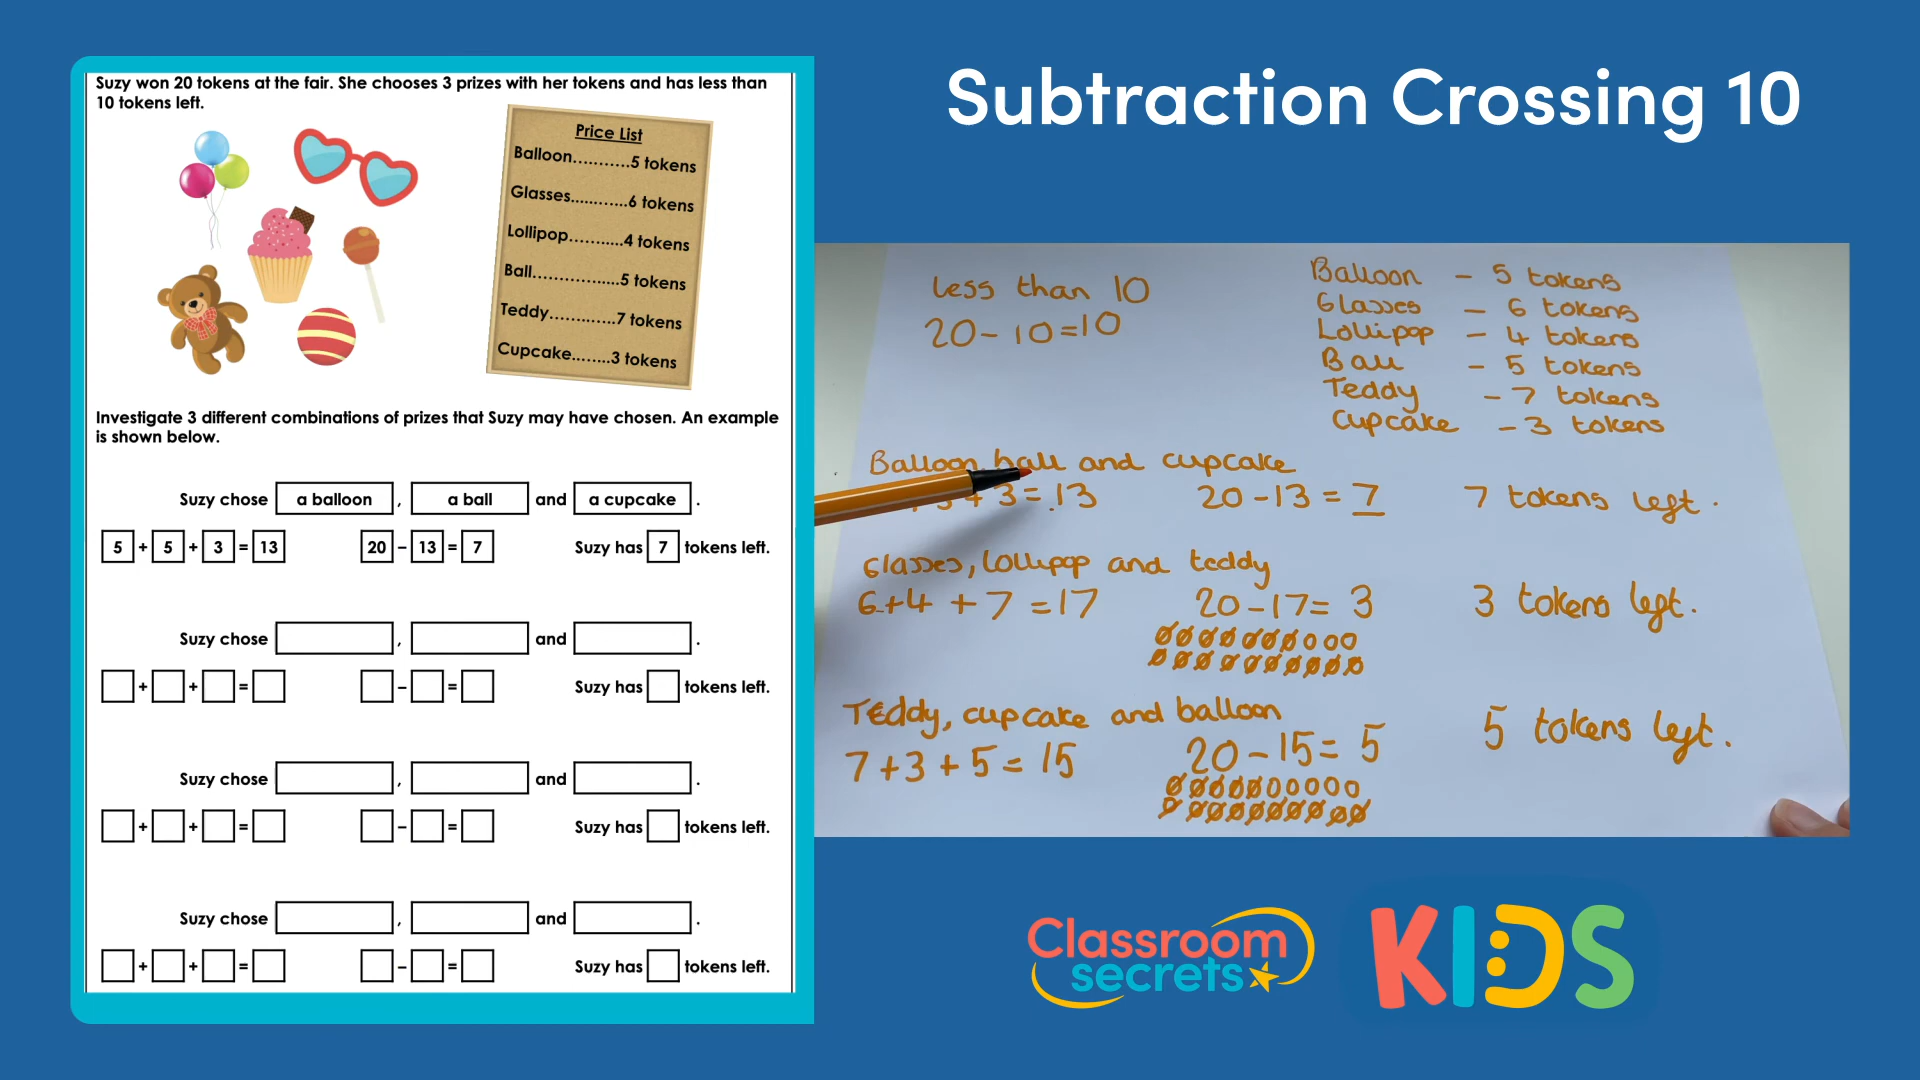 Subtraction Crossing 10
Suzy won 20 tokens at the fair. She chooses 3 prizes with her tokens and has less than
10 tokens left.
Price List
Balloon...........5 tokens
Glasses............6 tokens
Lollipop...........4 tokens
Ball..................5 tokens
Teddy..............7 tokens
Cupcake........3 tokens
Investigate 3 different combinations of prizes that Suzy may have chosen. An example
is shown below.
Suzy chose a balloon , a ball and a cupcake .
5 + 5 + 3 = 13 20 - 13 = 7 Suzy has 7 tokens left.
Suzy chose , and .
+ + = - = Suzy has tokens left.
Suzy chose , and .
+ + = - = Suzy has tokens left.
Suzy chose , and .
+ + = - = Suzy has tokens left.
less than 10
20-10=10
Balloon - 5 tokens
Glasses - 6 tokens
Lollipop - 4 tokens
Ball - 5 tokens
Teddy - 7 tokens
Cupcake - 3 tokens
Balloon, ball and cupcake
+ 3 = 13 20-13 = 7 7 tokens left.
Glasses, Lollipop and teddy
6+4+7=17 20-17=3 3 tokens left.
Teddy, cupcake and balloon
7+3+5=15 20-15=5 5 tokens left.
Classroom
secrets
KIDS